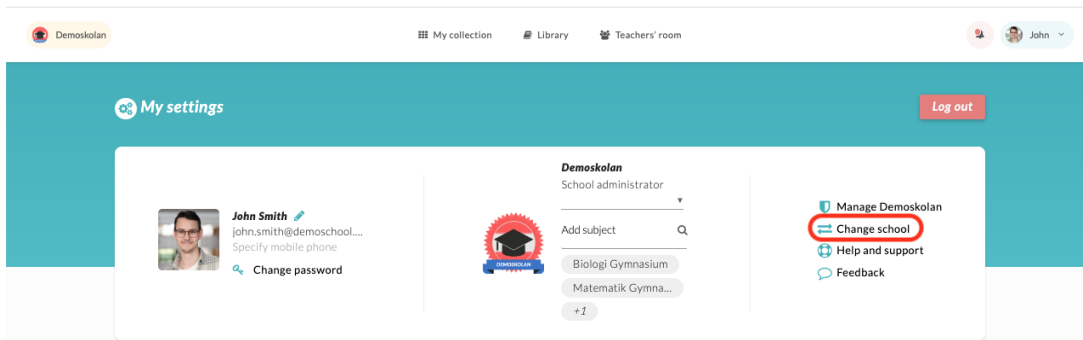 Demoskolan
My collection
Library
Teachers' room
John
My settings
Log out
John Smith
john.smith@demoschool....
Specify mobile phone
Change password
DEMOSKOLAN
Demoskolan
School administrator
Add subject
Biologi Gymnasium
Matematik Gymna...
+1
Manage Demoskolan
Change school
Help and support
Feedback